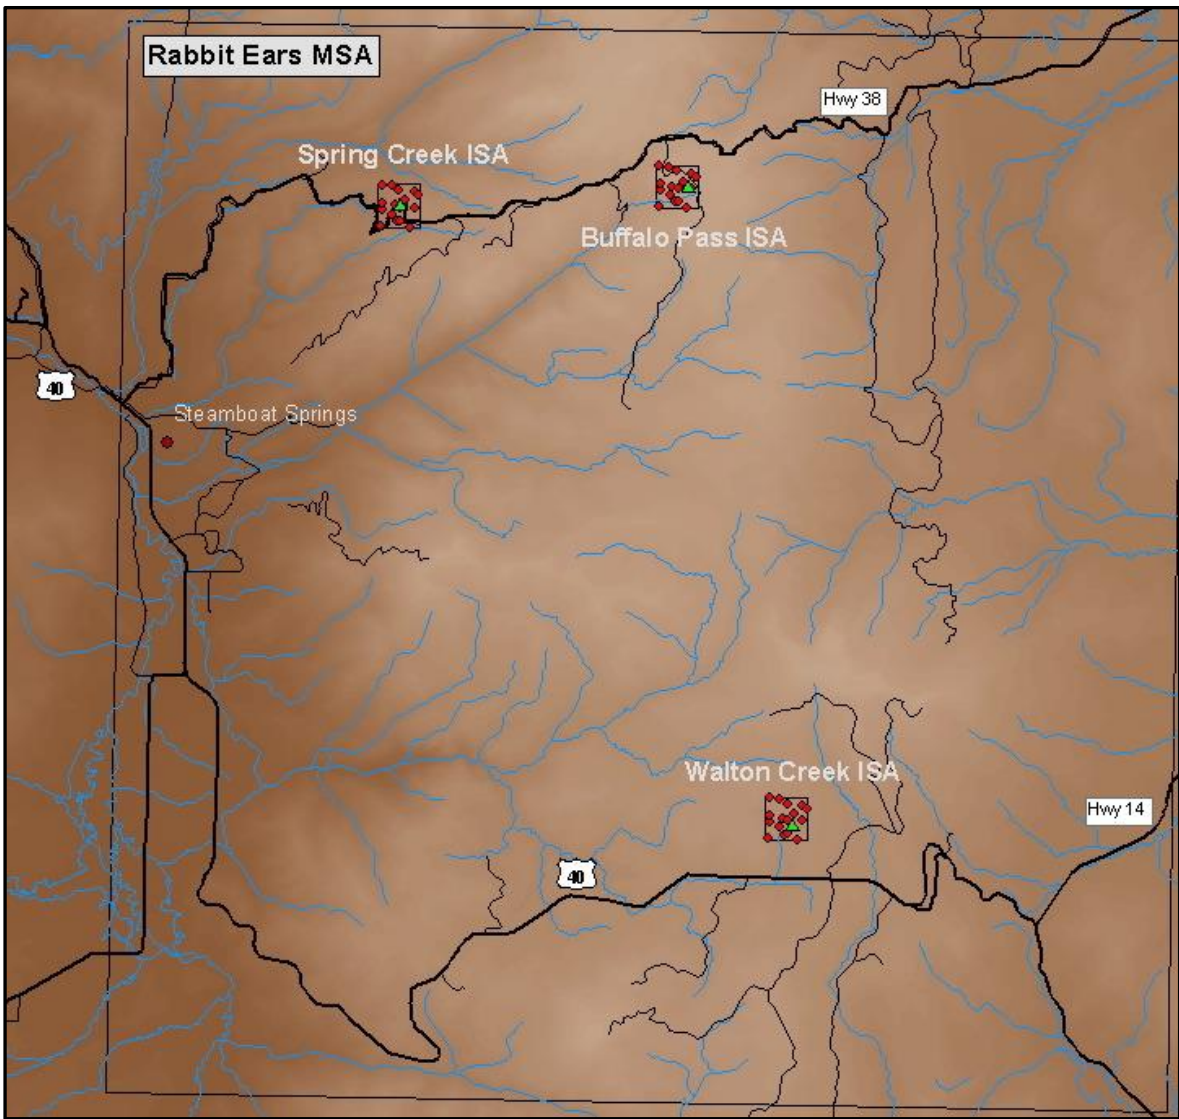 Rabbit Ears MSA
Hwy 38
Spring Creek ISA
Buffalo Pass ISA
40
Steamboat Springs
Walton Creek ISA
Hwy 14
40